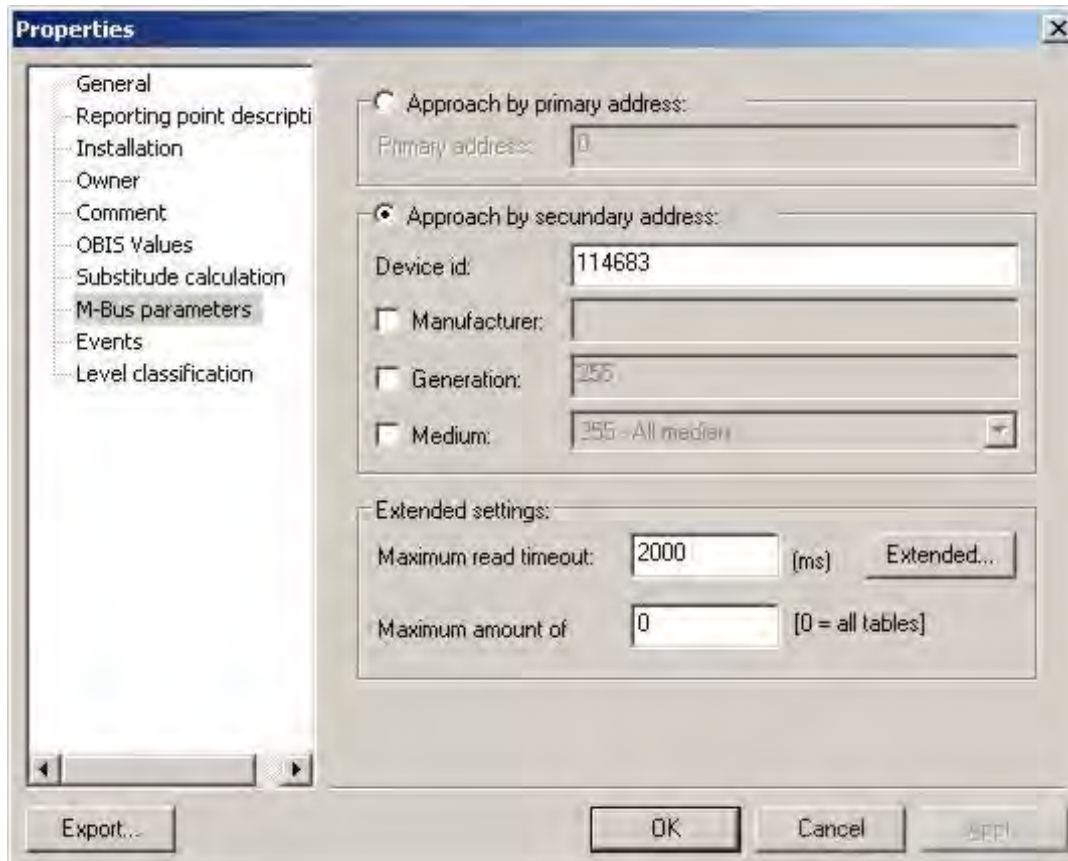 Properties
General
Reporting point descripti
Installation
Owner
Comment
OBIS Values
Substitude calculation
M-Bus parameters
Events
Level classification
Approach by primary address:
Primary address: 0
Approach by secundary address:
Device id: 114683
Manufacturer:
Generation: 255
Medium: 255 - All median
Extended settings:
Maximum read timeout: 2000 (ms) Extended...
Maximum amount of 0 [0 = all tables]
Export... OK Cancel